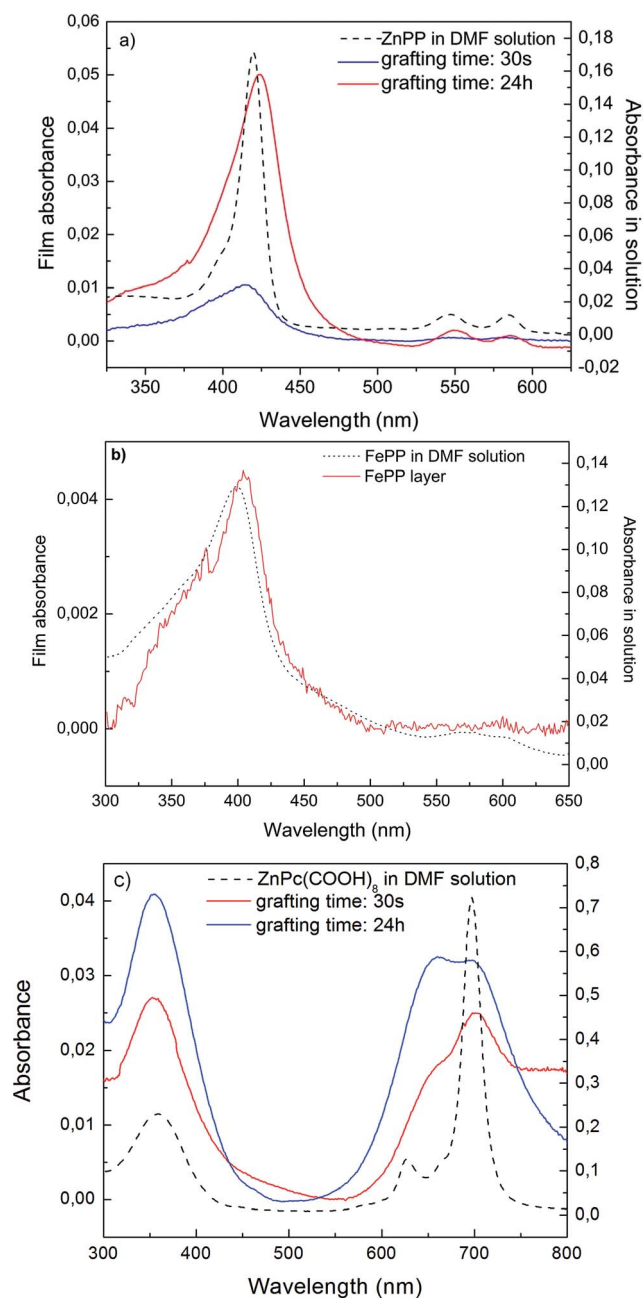 a)
ZnPP in DMF solution
grafting time: 30s
grafting time: 24h
Film absorbance
0,06
0,05
0,04
0,03
0,02
0,01
0,00
Absorbance in solution
0,18
0,16
0,14
0,12
0,10
0,08
0,06
0,04
0,02
0,00
-0,02
350 400 450 500 550 600
Wavelength (nm)
b)
FePP in DMF solution
FePP layer
Film absorbance
0,004
0,002
0,000
Absorbance in solution
0,14
0,12
0,10
0,08
0,06
0,04
0,02
0,00
300 350 400 450 500 550 600 650
Wavelength (nm)
c)
ZnPc(COOH)8 in DMF solution
grafting time: 30s
grafting time: 24h
Absorbance
0,04
0,03
0,02
0,01
0,00
0,8
0,7
0,6
0,5
0,4
0,3
0,2
0,1
0,0
300 400 500 600 700 800
Wavelength (nm)